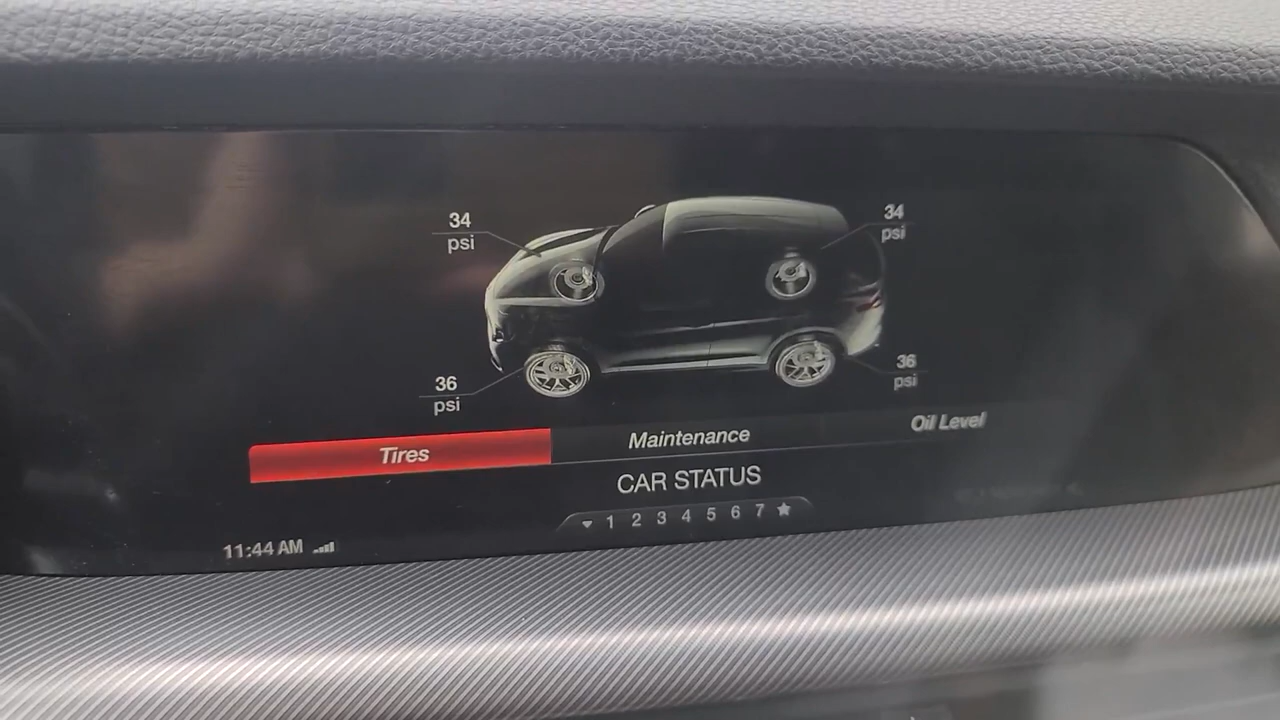 34
psi
34
psi
36
psi
36
psi
Tires
Maintenance
Oil Level
CAR STATUS
1 2 3 4 5 6 7
11:44 AM